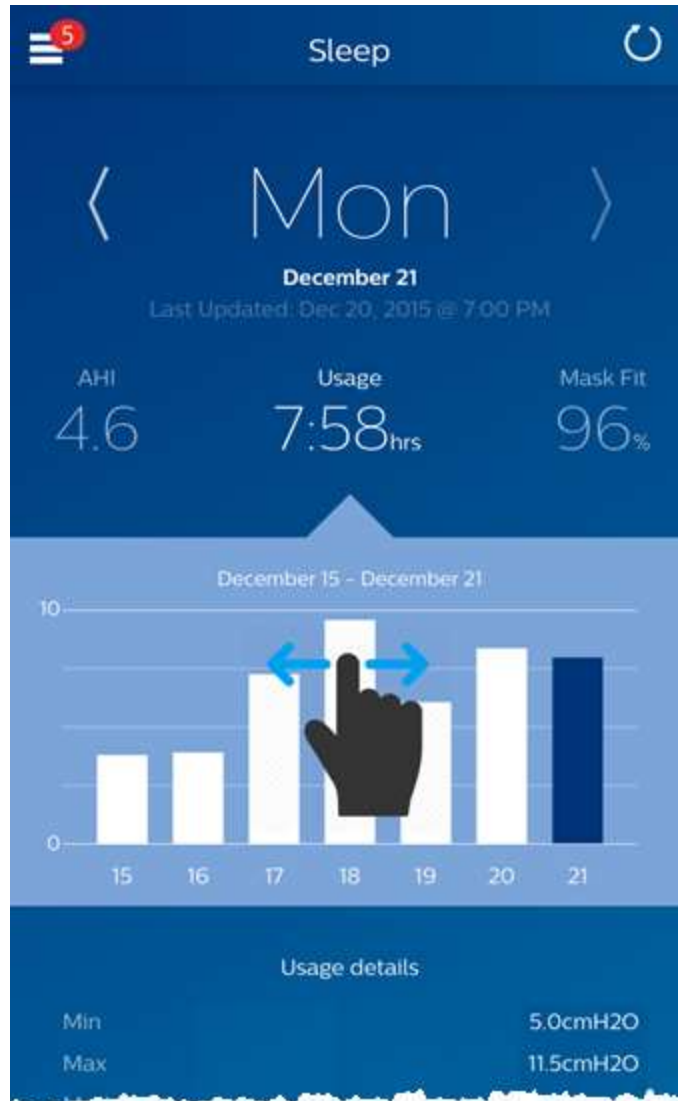 5
Sleep
Mon
December 21
Last Updated: Dec 20, 2015 @ 7:00 PM
AHI Usage Mask Fit
4.6 7:58hrs 96%
December 15 - December 21
10
0
15 16 17 18 19 20 21
Usage details
Min 5.0cmH2O
Max 11.5cmH2O